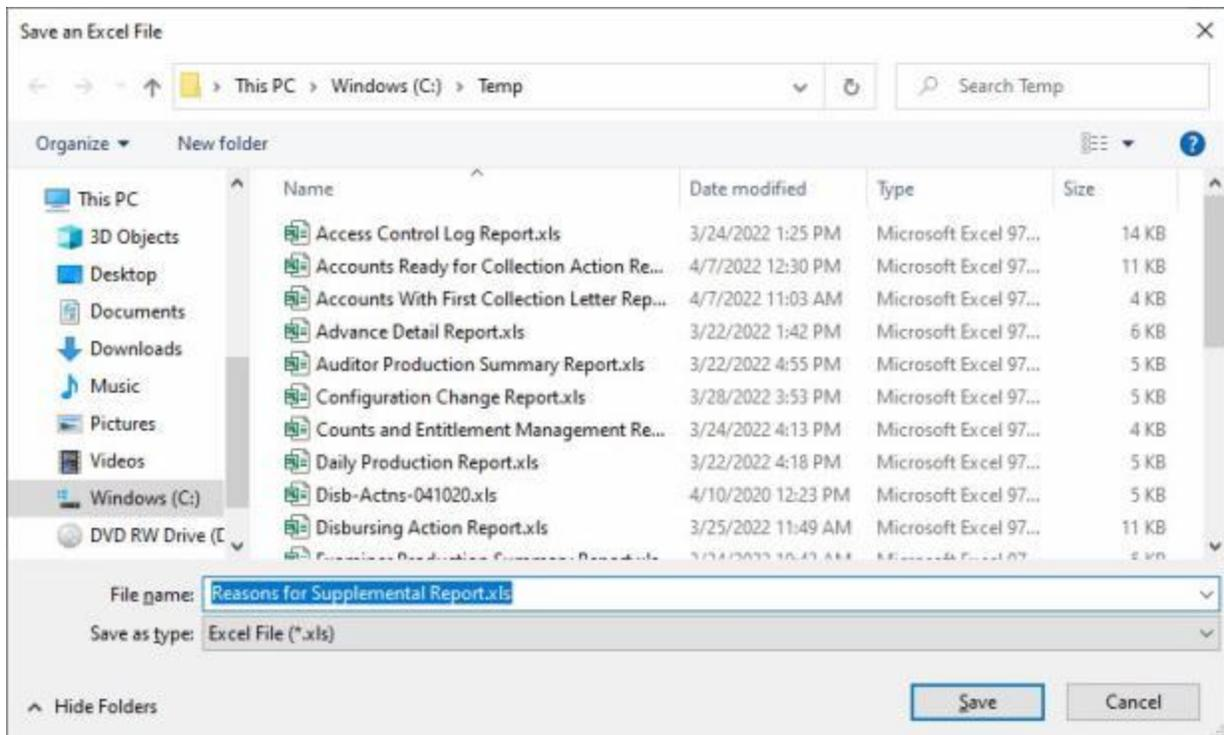 Save an Excel File
This PC > Windows (C:) > Temp
Search Temp
Organize
New folder
Name Date modified Type Size
This PC
3D Objects
Desktop
Documents
Downloads
Music
Pictures
Videos
Windows (C:)
DVD RW Drive (
Access Control Log Report.xls 3/24/2022 1:25 PM Microsoft Excel 97... 14 KB
Accounts Ready for Collection Action Re... 4/7/2022 12:30 PM Microsoft Excel 97... 11 KB
Accounts With First Collection Letter Rep... 4/7/2022 11:03 AM Microsoft Excel 97... 4 KB
Advance Detail Report.xls 3/22/2022 1:42 PM Microsoft Excel 97... 6 KB
Auditor Production Summary Report.xls 3/22/2022 4:55 PM Microsoft Excel 97... 5 KB
Configuration Change Report.xls 3/28/2022 3:53 PM Microsoft Excel 97... 5 KB
Counts and Entitlement Management Re... 3/24/2022 4:13 PM Microsoft Excel 97... 4 KB
Daily Production Report.xls 3/22/2022 4:18 PM Microsoft Excel 97... 5 KB
Disb-Actns-041020.xls 4/10/2020 12:23 PM Microsoft Excel 97... 5 KB
Disbursing Action Report.xls 3/25/2022 11:49 AM Microsoft Excel 97... 11 KB
File name: Reasons for Supplemental Report.xls
Save as type: Excel File (*.xls)
Hide Folders
Save
Cancel